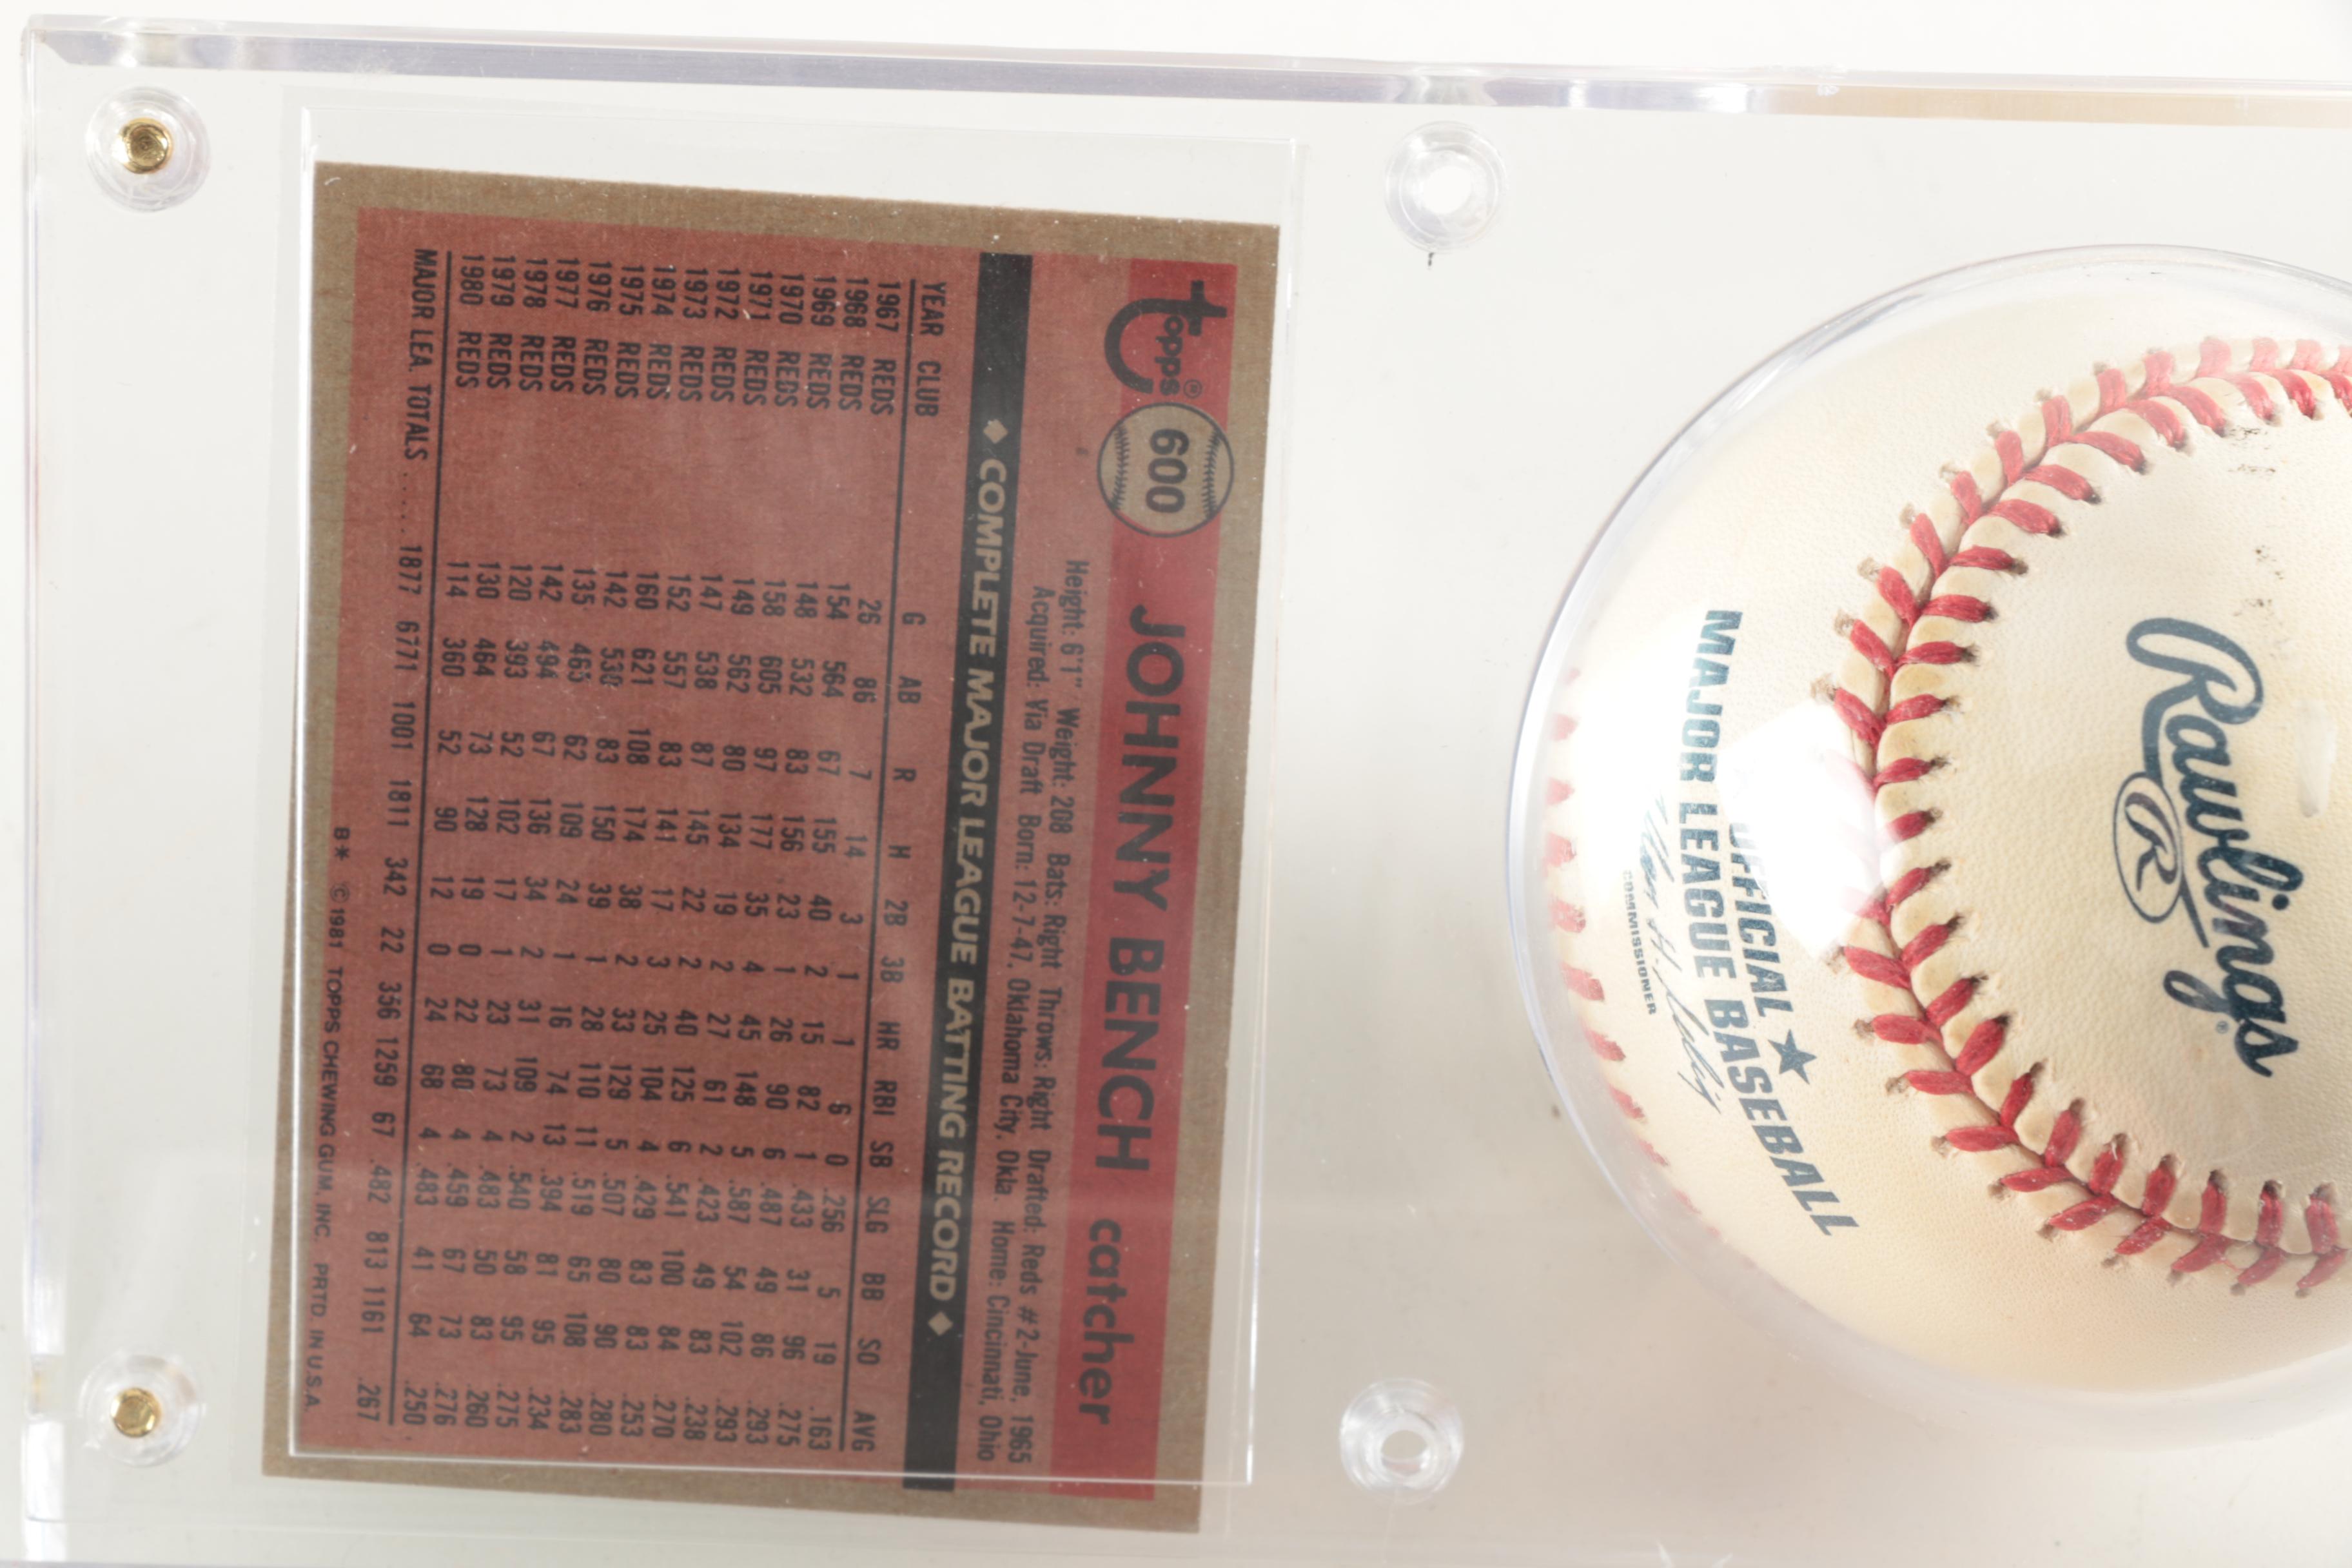 Topps® 600 JOHNNY BENCH catcher
Height: 6'1" Weight: 208 Bats: Right Throws: Right Drafted: Reds #2-June, 1965
Acquired: Via Draft Born: 12-7-47, Oklahoma City, Okla. Home: Cincinnati, Ohio
◆ COMPLETE MAJOR LEAGUE BATTING RECORD ◆
YEAR CLUB G AB R H 2B 3B HR RBI SB SLG BB SO AVG
1967 REDS 26 86 7 14 3 1 1 6 0 .256 5 19 .163
1968 REDS 154 564 67 155 40 2 15 82 1 .433 31 96 .275
1969 REDS 148 532 83 156 23 1 26 90 6 .487 49 86 .293
1970 REDS 158 605 97 177 35 4 45 148 5 .587 54 102 .293
1971 REDS 149 562 80 134 19 2 27 61 2 .423 49 83 .238
1972 REDS 147 538 87 145 22 2 40 125 6 .541 100 84 .270
1973 REDS 152 557 83 141 17 3 25 104 4 .429 83 83 .253
1974 REDS 160 621 108 174 38 2 33 129 5 .507 80 90 .280
1975 REDS 142 530 83 150 39 1 28 110 11 .519 65 108 .283
1976 REDS 135 465 62 109 24 1 16 74 13 .394 81 95 .234
1977 REDS 142 494 67 136 34 2 31 109 2 .540 58 95 .275
1978 REDS 120 393 52 102 17 1 23 73 4 .483 50 83 .260
1979 REDS 130 464 73 128 19 0 22 80 4 .459 67 73 .276
1980 REDS 114 360 52 90 12 0 24 68 4 .483 41 64 .250
MAJOR LEA. TOTALS ..... 1877 6771 1001 1811 342 22 356 1259 67 .482 813 1161 .267
B* © 1981 TOPPS CHEWING GUM, INC. PRTD. IN U.S.A.
Rawlings®
R
OFFICIAL ★
MAJOR LEAGUE BASEBALL
COMMISSIONER